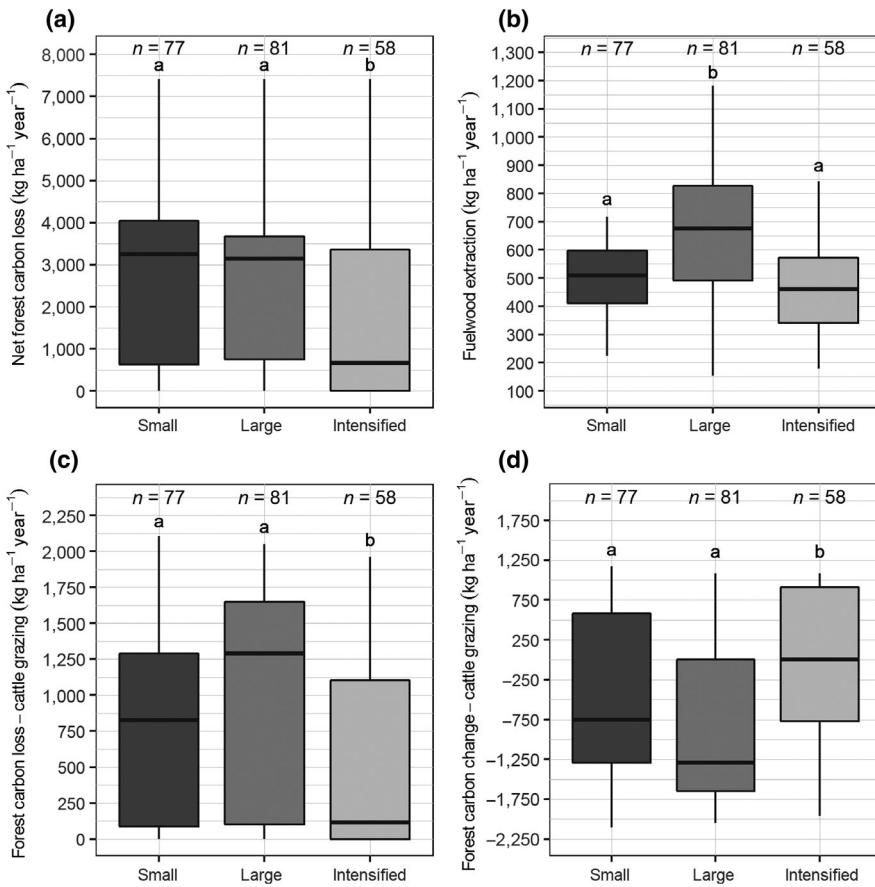 (a)
n = 77 n = 81 n = 58
a a b
Net forest carbon loss (kg ha⁻¹ year⁻¹)
8,000
7,000
6,000
5,000
4,000
3,000
2,000
1,000
0
Small Large Intensified
(b)
n = 77 n = 81 n = 58
a b a
Fuelwood extraction (kg ha⁻¹ year⁻¹)
1,300
1,200
1,100
1,000
900
800
700
600
500
400
300
200
100
Small Large Intensified
(c)
n = 77 n = 81 n = 58
a a b
Forest carbon loss – cattle grazing (kg ha⁻¹ year⁻¹)
2,250
2,000
1,750
1,500
1,250
1,000
750
500
250
0
Small Large Intensified
(d)
n = 77 n = 81 n = 58
a a b
Forest carbon change – cattle grazing (kg ha⁻¹ year⁻¹)
1,750
1,250
750
250
−250
−750
−1,250
−1,750
−2,250
Small Large Intensified